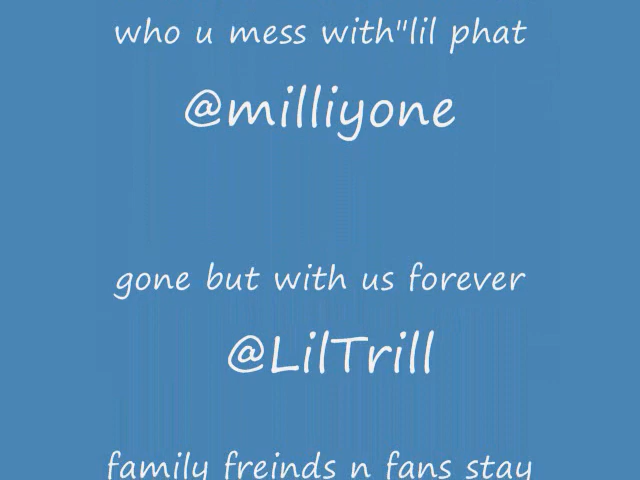 who u mess with"lil phat
@milliyone
gone but with us forever
@LilTrill
family freinds n fans stay